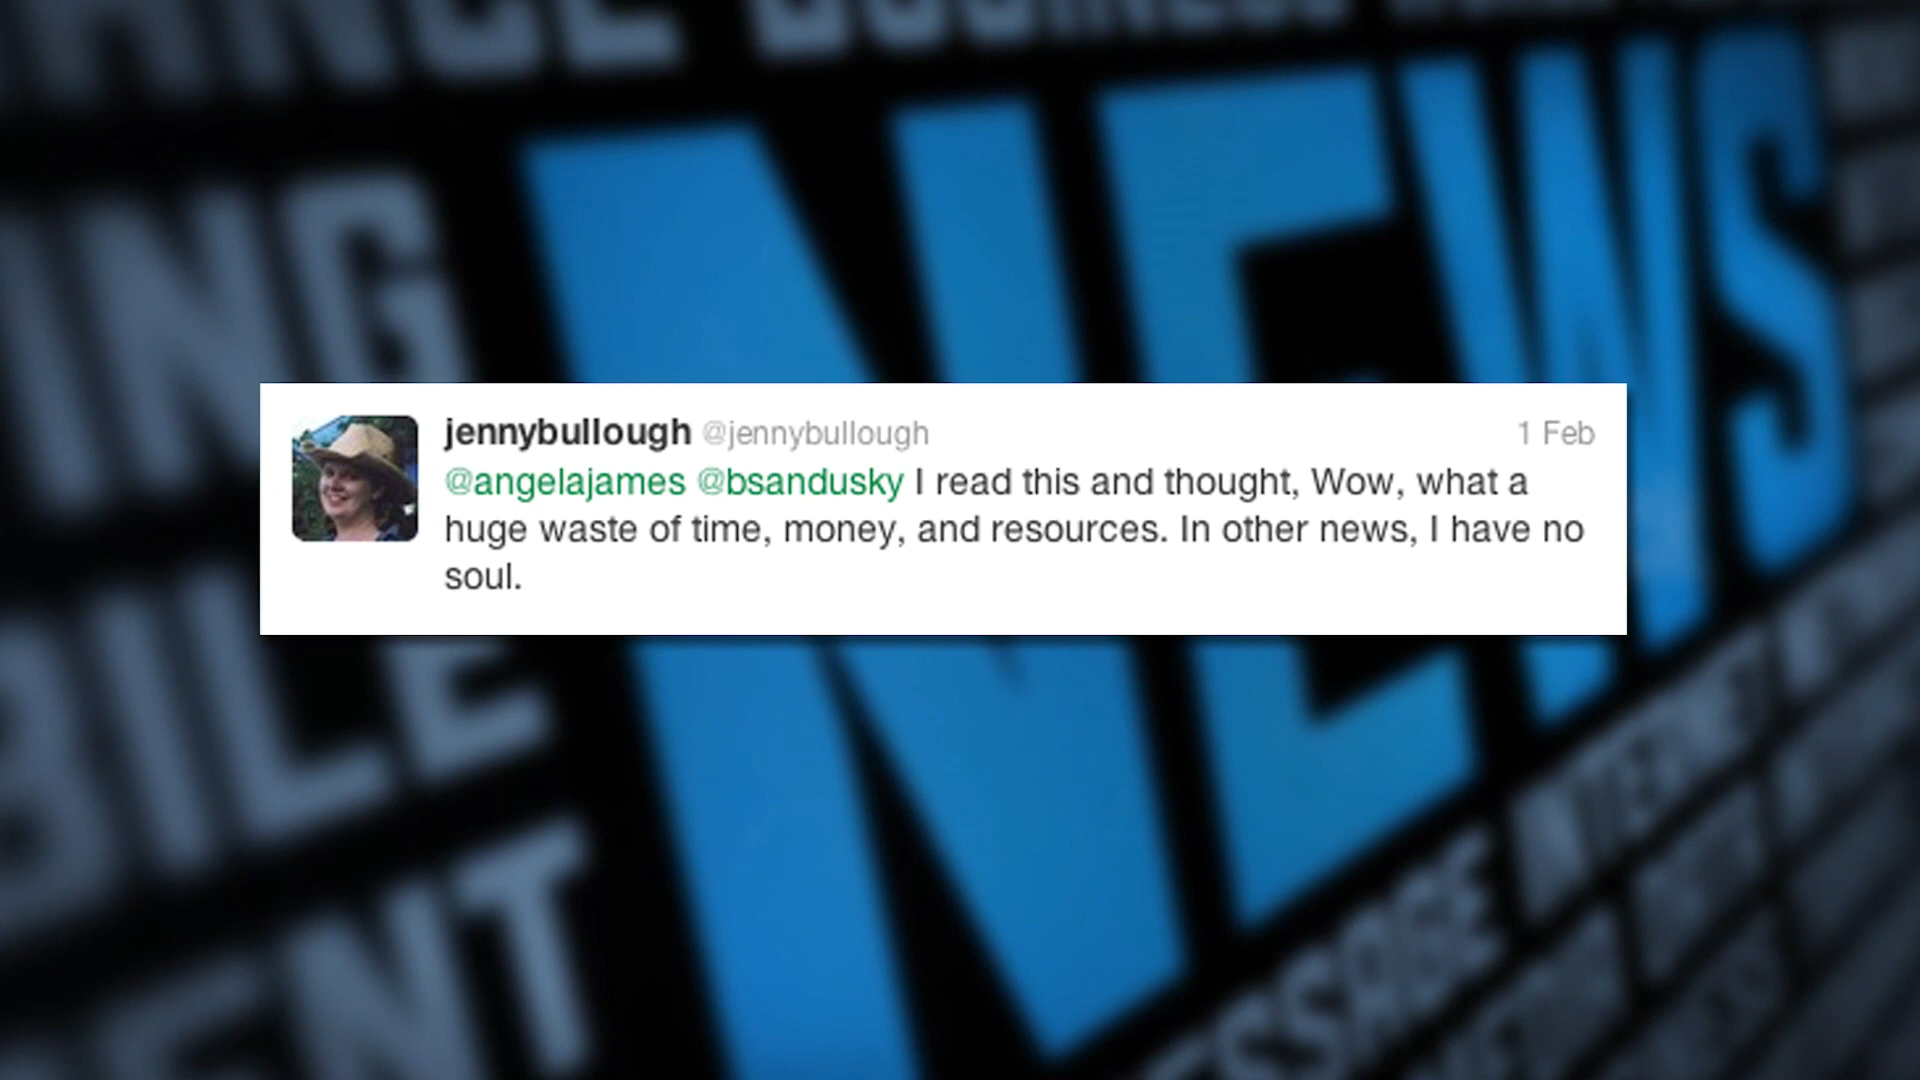 NEWS
jennybullough @jennybullough 1 Feb
@angelajames @bsandusky I read this and thought, Wow, what a
huge waste of time, money, and resources. In other news, I have no
soul.